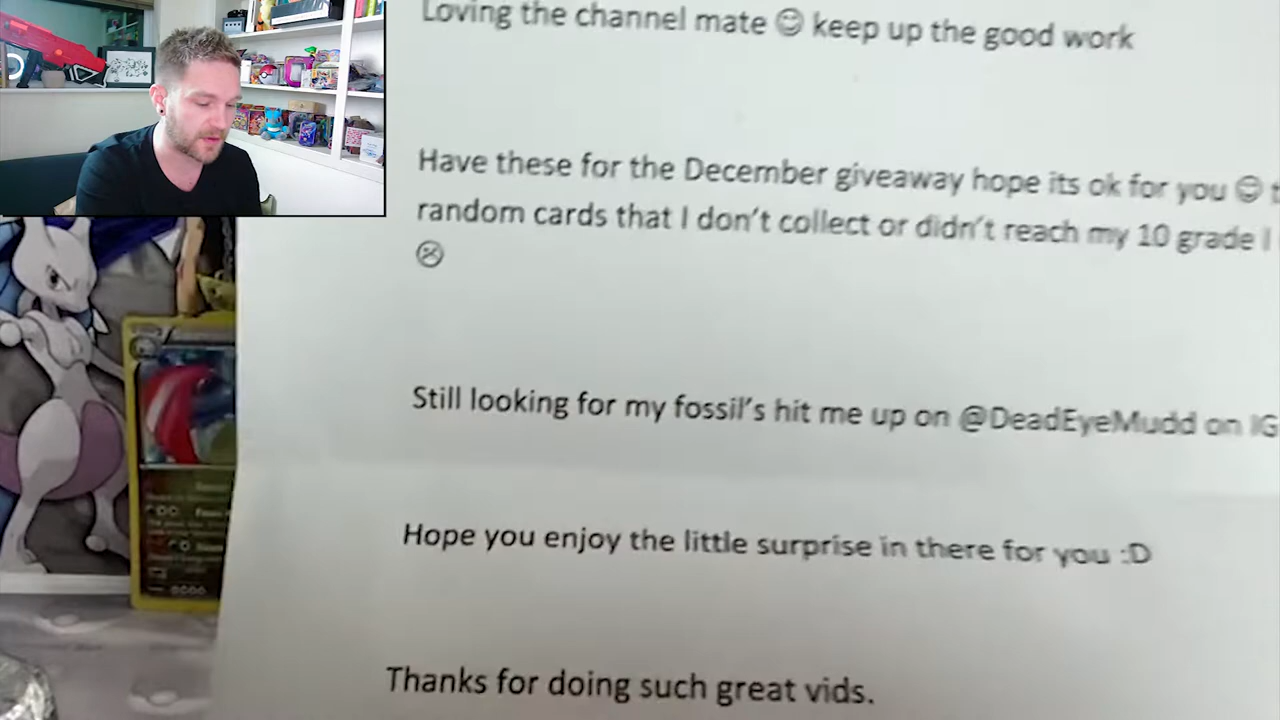 Loving the channel mate 😊 keep up the good work
Have these for the December giveaway hope its ok for you 😊
random cards that I don't collect or didn't reach my 10 grade I
☹
Still looking for my fossil's hit me up on @DeadEyeMudd on IG
Hope you enjoy the little surprise in there for you :D
Thanks for doing such great vids.